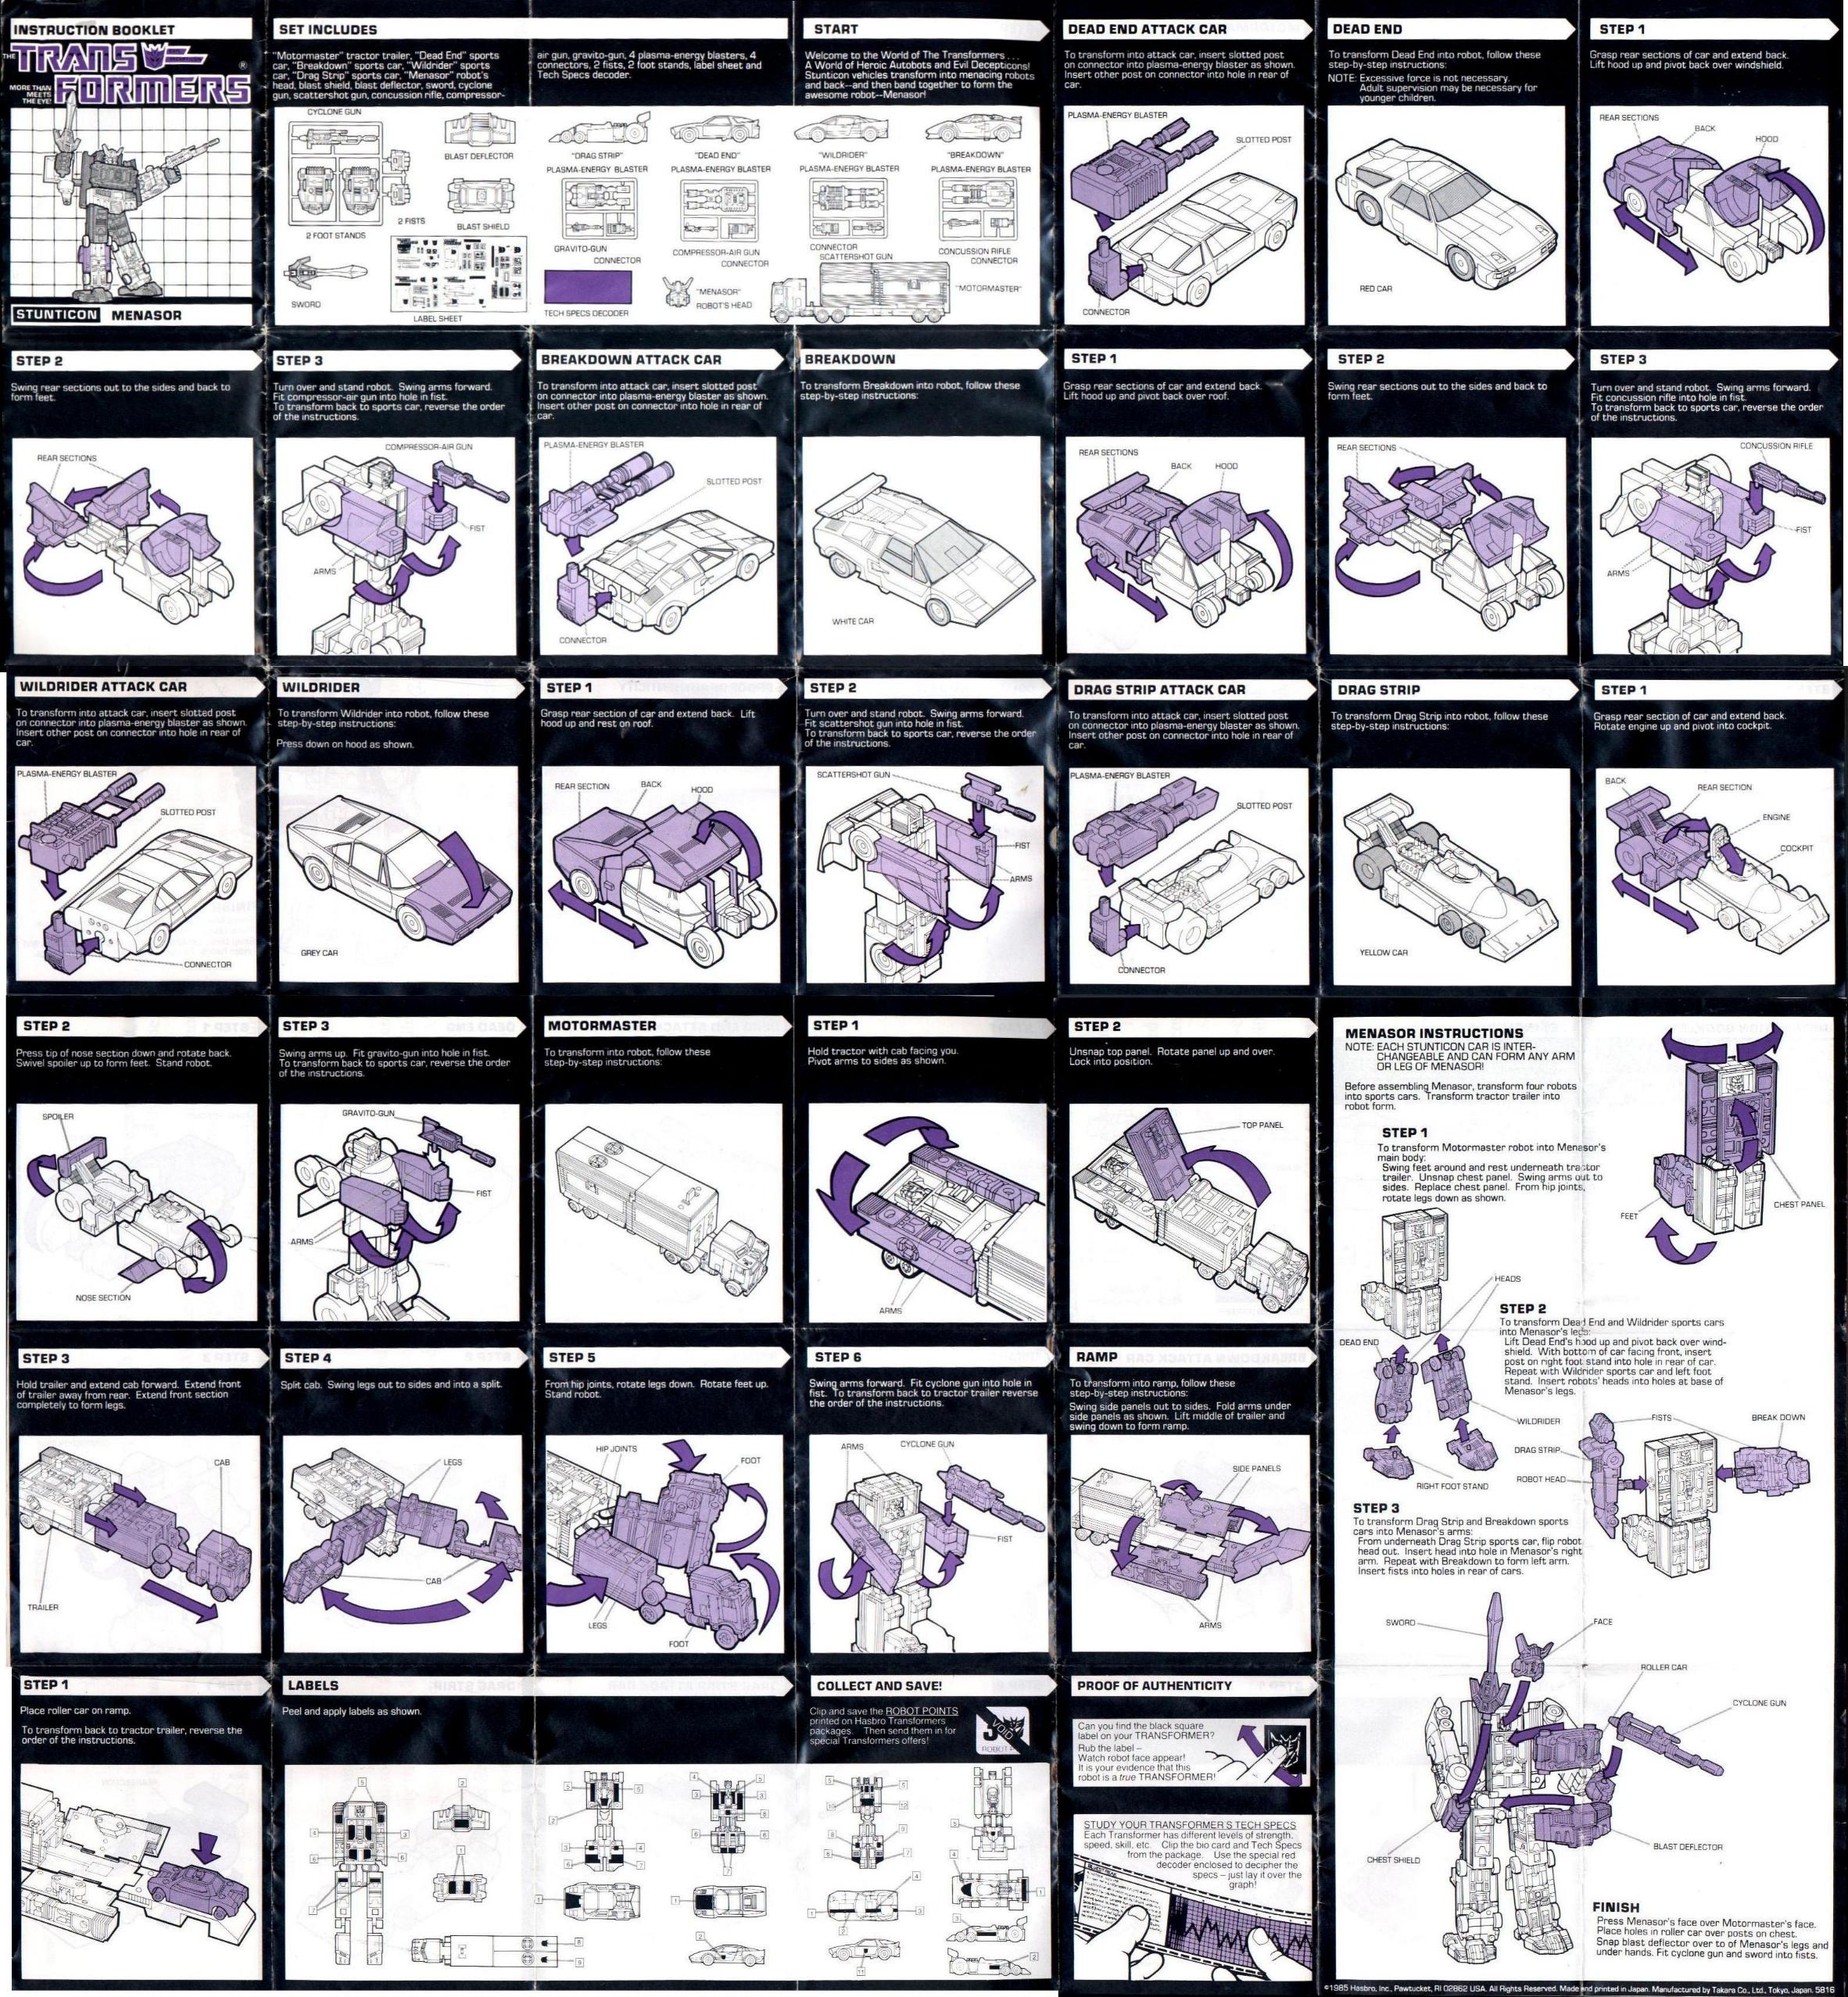 INSTRUCTION BOOKLET
THE TRANSFORMERS ®
MORE THAN
MEETS
THE EYE!
STUNTICON MENASOR
SET INCLUDES
"Motormaster" tractor trailer, "Dead End" sports
car, "Breakdown" sports car, "Wildrider" sports
car, "Drag Strip" sports car, "Menasor" robot's
head, blast shield, blast deflector, sword, cyclone
gun, scattershot gun, concussion rifle, compressor-
air gun, gravito-gun, 4 plasma-energy blasters, 4
connectors, 2 fists, 2 foot stands, label sheet and
Tech Specs decoder.
CYCLONE GUN
BLAST DEFLECTOR
2 FISTS
BLAST SHIELD
2 FOOT STANDS
SWORD
LABEL SHEET
"DRAG STRIP"
PLASMA-ENERGY BLASTER
GRAVITO-GUN
CONNECTOR
TECH SPECS DECODER
"DEAD END"
PLASMA-ENERGY BLASTER
COMPRESSOR-AIR GUN
CONNECTOR
"MENASOR"
ROBOT'S HEAD
START
Welcome to the World of The Transformers . . .
A World of Heroic Autobots and Evil Decepticons!
Stunticon vehicles transform into menacing robots
and back--and then band together to form the
awesome robot--Menasor!
"WILDRIDER"
PLASMA-ENERGY BLASTER
CONNECTOR
SCATTERSHOT GUN
"BREAKDOWN"
PLASMA-ENERGY BLASTER
CONCUSSION RIFLE
CONNECTOR
"MOTORMASTER"
DEAD END ATTACK CAR
To transform into attack car, insert slotted post
on connector into plasma-energy blaster as shown.
Insert other post on connector into hole in rear of
car.
PLASMA-ENERGY BLASTER
SLOTTED POST
CONNECTOR
DEAD END
To transform Dead End into robot, follow these
step-by-step instructions:
NOTE: Excessive force is not necessary.
Adult supervision may be necessary for
younger children.
RED CAR
STEP 1
Grasp rear sections of car and extend back.
Lift hood up and pivot back over windshield.
REAR SECTIONS
BACK
HOOD
STEP 2
Swing rear sections out to the sides and back to
form feet.
REAR SECTIONS
STEP 3
Turn over and stand robot. Swing arms forward.
Fit compressor-air gun into hole in fist.
To transform back to sports car, reverse the order
of the instructions.
COMPRESSOR-AIR GUN
FIST
ARMS
BREAKDOWN ATTACK CAR
To transform into attack car, insert slotted post
on connector into plasma-energy blaster as shown.
Insert other post on connector into hole in rear of
car.
PLASMA-ENERGY BLASTER
SLOTTED POST
CONNECTOR
BREAKDOWN
To transform Breakdown into robot, follow these
step-by-step instructions:
WHITE CAR
STEP 1
Grasp rear sections of car and extend back.
Lift hood up and pivot back over roof.
REAR SECTIONS
BACK
HOOD
STEP 2
Swing rear sections out to the sides and back to
form feet.
REAR SECTIONS
STEP 3
Turn over and stand robot. Swing arms forward.
Fit concussion rifle into hole in fist.
To transform back to sports car, reverse the order
of the instructions.
CONCUSSION RIFLE
FIST
ARMS
WILDRIDER ATTACK CAR
To transform into attack car, insert slotted post
on connector into plasma-energy blaster as shown.
Insert other post on connector into hole in rear of
car.
PLASMA-ENERGY BLASTER
SLOTTED POST
CONNECTOR
WILDRIDER
To transform Wildrider into robot, follow these
step-by-step instructions:
Press down on hood as shown.
GREY CAR
STEP 1
Grasp rear section of car and extend back. Lift
hood up and rest on roof.
REAR SECTION
BACK
HOOD
STEP 2
Turn over and stand robot. Swing arms forward.
Fit scattershot gun into hole in fist.
To transform back to sports car, reverse the order
of the instructions.
SCATTERSHOT GUN
FIST
ARMS
DRAG STRIP ATTACK CAR
To transform into attack car, insert slotted post
on connector into plasma-energy blaster as shown.
Insert other post on connector into hole in rear of
car.
PLASMA-ENERGY BLASTER
SLOTTED POST
CONNECTOR
DRAG STRIP
To transform Drag Strip into robot, follow these
step-by-step instructions:
YELLOW CAR
STEP 1
Grasp rear section of car and extend back.
Rotate engine up and pivot into cockpit.
BACK
REAR SECTION
ENGINE
COCKPIT
STEP 2
Press tip of nose section down and rotate back.
Swivel spoiler up to form feet. Stand robot.
SPOILER
NOSE SECTION
STEP 3
Swing arms up. Fit gravito-gun into hole in fist.
To transform back to sports car, reverse the order
of the instructions.
GRAVITO-GUN
FIST
ARMS
MOTORMASTER
To transform into robot, follow these
step-by-step instructions:
STEP 1
Hold tractor with cab facing you.
Pivot arms to sides as shown.
ARMS
STEP 2
Unsnap top panel. Rotate panel up and over.
Lock into position.
TOP PANEL
STEP 3
Hold trailer and extend cab forward. Extend front
of trailer away from rear. Extend front section
completely to form legs.
CAB
TRAILER
STEP 4
Split cab. Swing legs out to sides and into a split.
LEGS
CAB
STEP 5
From hip joints, rotate legs down. Rotate feet up.
Stand robot.
HIP JOINTS
FOOT
LEGS
FOOT
STEP 6
Swing arms forward. Fit cyclone gun into hole in
fist. To transform back to tractor trailer reverse
the order of the instructions.
ARMS
CYCLONE GUN
FIST
RAMP
To transform into ramp, follow these
step-by-step instructions:
Swing side panels out to sides. Fold arms under
side panels as shown. Lift middle of trailer and
swing down to form ramp.
SIDE PANELS
ARMS
STEP 1
Place roller car on ramp.
To transform back to tractor trailer, reverse the
order of the instructions.
LABELS
Peel and apply labels as shown.
COLLECT AND SAVE!
Clip and save the ROBOT POINTS
printed on Hasbro Transformers
packages. Then send them in for
special Transformers offers!
VOID
PROOF OF AUTHENTICITY
Can you find the black square
label on your TRANSFORMER?
Rub the label –
Watch robot face appear!
It is your evidence that this
robot is a true TRANSFORMER!
STUDY YOUR TRANSFORMER'S TECH SPECS
Each Transformer has different levels of strength,
speed, skill, etc. Clip the bio card and Tech Specs
from the package. Use the special red
decoder enclosed to decipher the
specs – just lay it over the
graph!
MENASOR INSTRUCTIONS
NOTE: EACH STUNTICON CAR IS INTER-
CHANGEABLE AND CAN FORM ANY ARM
OR LEG OF MENASOR!
Before assembling Menasor, transform four robots
into sports cars. Transform tractor trailer into
robot form.
STEP 1
To transform Motormaster robot into Menasor's
main body:
Swing feet around and rest underneath tractor
trailer. Unsnap chest panel. Swing arms out to
sides. Replace chest panel. From hip joints,
rotate legs down as shown.
FEET
CHEST PANEL
HEADS
DEAD END
WILDRIDER
RIGHT FOOT STAND
STEP 2
To transform Dead End and Wildrider sports cars
into Menasor's legs:
Lift Dead End's hood up and pivot back over wind-
shield. With bottom of car facing front, insert
post on right foot stand into hole in rear of car.
Repeat with Wildrider sports car and left foot
stand. Insert robots' heads into holes at base of
Menasor's legs.
FISTS
BREAK DOWN
DRAG STRIP
ROBOT HEAD
STEP 3
To transform Drag Strip and Breakdown sports
cars into Menasor's arms:
From underneath Drag Strip sports car, flip robot
head out. Insert head into hole in Menasor's right
arm. Repeat with Breakdown to form left arm.
Insert fists into holes in rear of cars.
SWORD
FACE
ROLLER CAR
CYCLONE GUN
CHEST SHIELD
BLAST DEFLECTOR
FINISH
Press Menasor's face over Motormaster's face.
Place holes in roller car over posts on chest.
Snap blast deflector over to of Menasor's legs and
under hands. Fit cyclone gun and sword into fists.
©1985 Hasbro, Inc., Pawtucket, RI 02862 USA. All Rights Reserved. Made and printed in Japan. Manufactured by Takara Co., Ltd., Tokyo, Japan. 5816